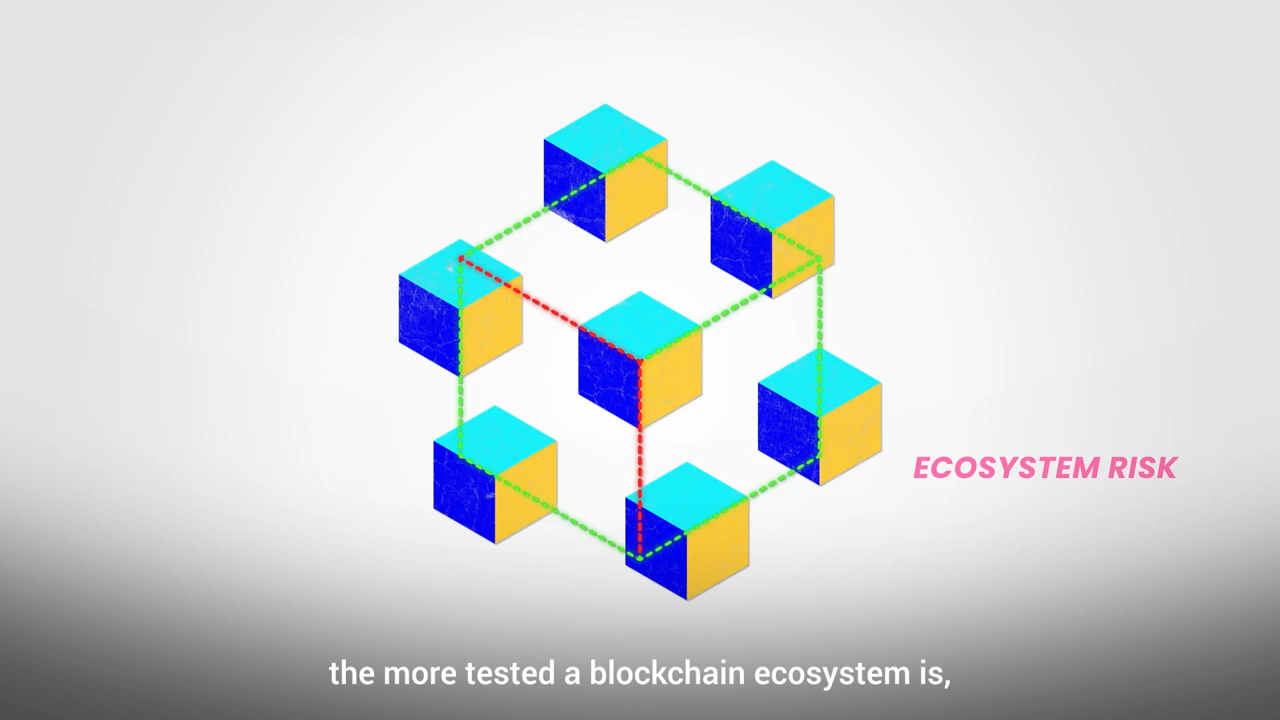 ECOSYSTEM RISK
the more tested a blockchain ecosystem is,